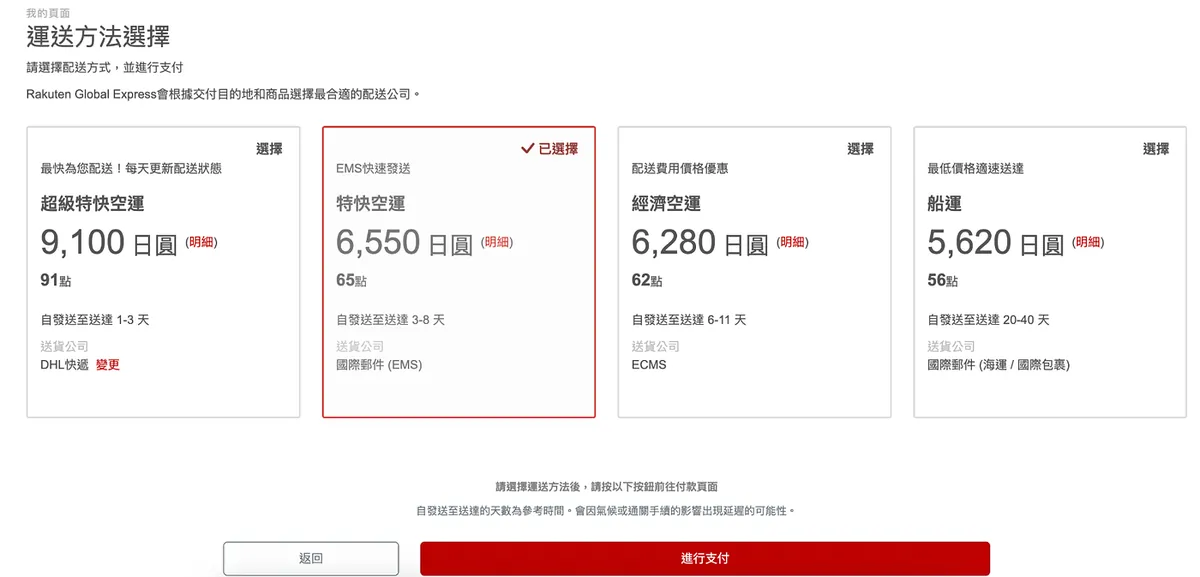 我的頁面
運送方法選擇
請選擇配送方式，並進行支付
Rakuten Global Express會根據交付目的地和商品選擇最合適的配送公司。
選擇
最快為您配送！每天更新配送狀態
超級特快空運
9,100 日圓 (明細)
91點
自發送至送達 1-3 天
送貨公司
DHL快遞 變更
已選擇
EMS快速發送
特快空運
6,550 日圓 (明細)
65點
自發送至送達 3-8 天
送貨公司
國際郵件 (EMS)
選擇
配送費用價格優惠
經濟空運
6,280 日圓 (明細)
62點
自發送至送達 6-11 天
送貨公司
ECMS
選擇
最低價格適速送達
船運
5,620 日圓 (明細)
56點
自發送至送達 20-40 天
送貨公司
國際郵件 (海運 / 國際包裹)
請選擇運送方法後，請按以下按鈕前往付款頁面
自發送至送達的天數為參考時間。會因氣候或通關手續的影響出現延遲的可能性。
返回
進行支付